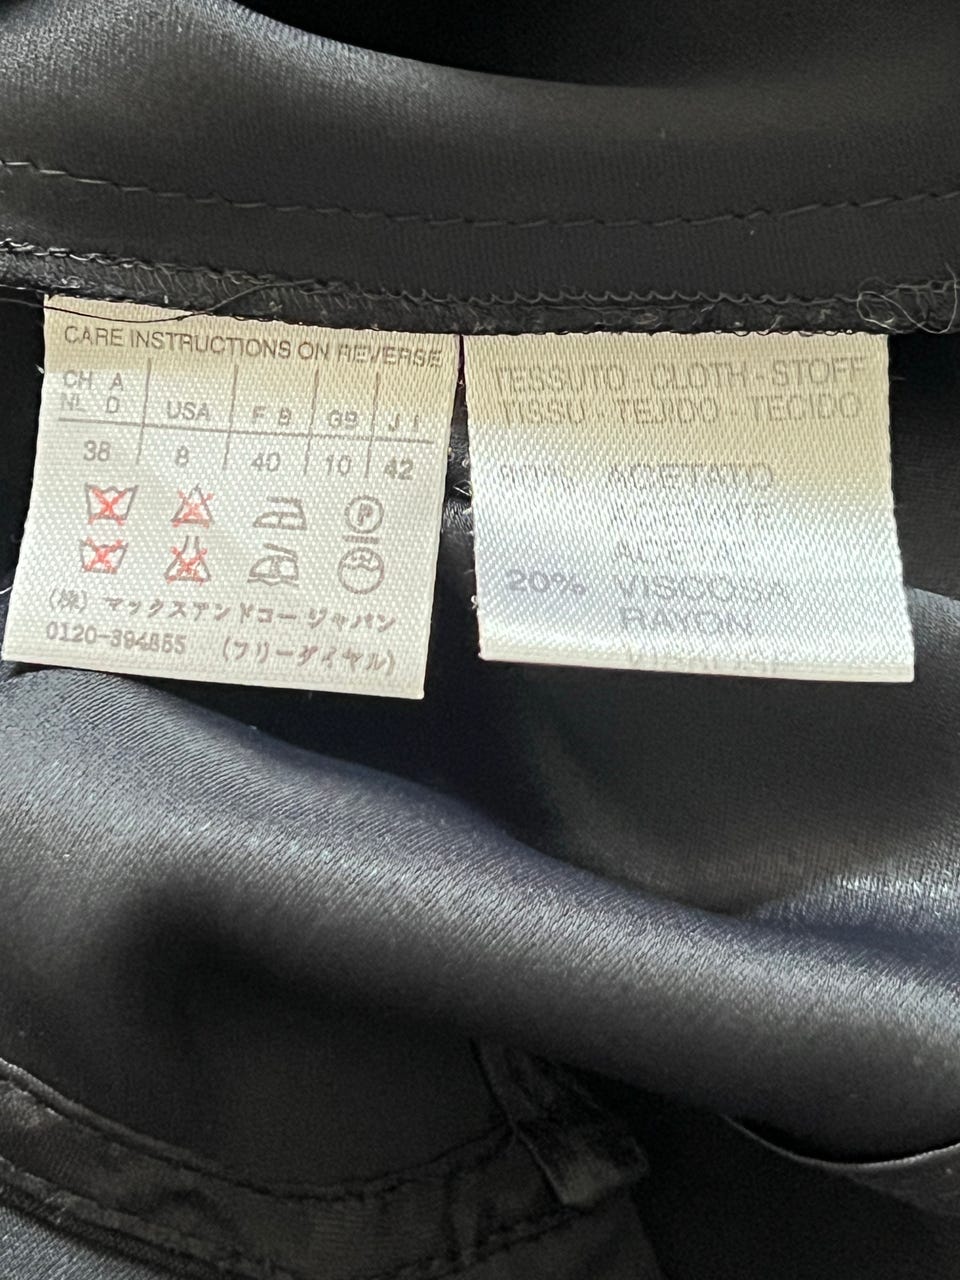 CARE INSTRUCTIONS ON REVERSE
CH A
NL D USA F B GB J I
38 8 40 10 42
P
(株) マックスアンドコー ジャパン
0120-394855 (フリーダイヤル)
TESSUTO - CLOTH - STOFF
TISSU - TEJIDO - TECIDO
80% ACETATO
20% VISCOSA
RAYON